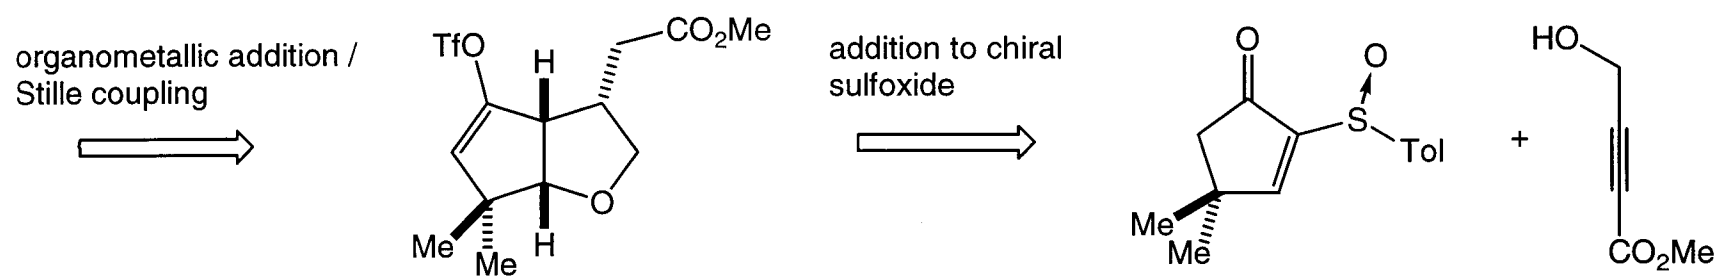 organometallic addition /
Stille coupling
TfO
H
CO₂Me
O
H
Me
Me
addition to chiral
sulfoxide
O
O
S
Tol
Me
Me
+
HO
CO₂Me